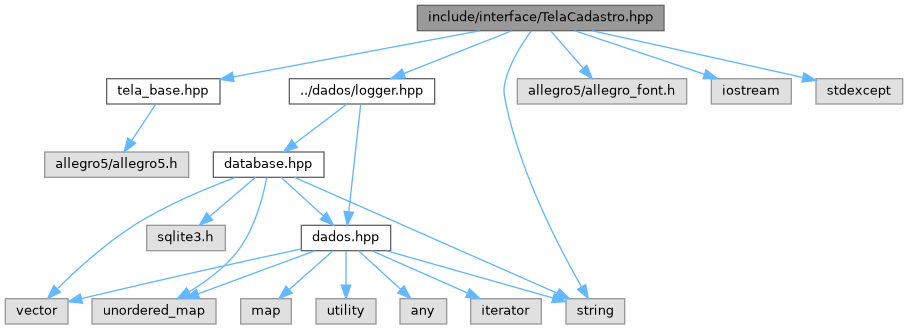 include/interface/TelaCadastro.hpp
tela_base.hpp
../dados/logger.hpp
allegro5/allegro_font.h
iostream
stdexcept
allegro5/allegro5.h
database.hpp
sqlite3.h
dados.hpp
vector
unordered_map
map
utility
any
iterator
string